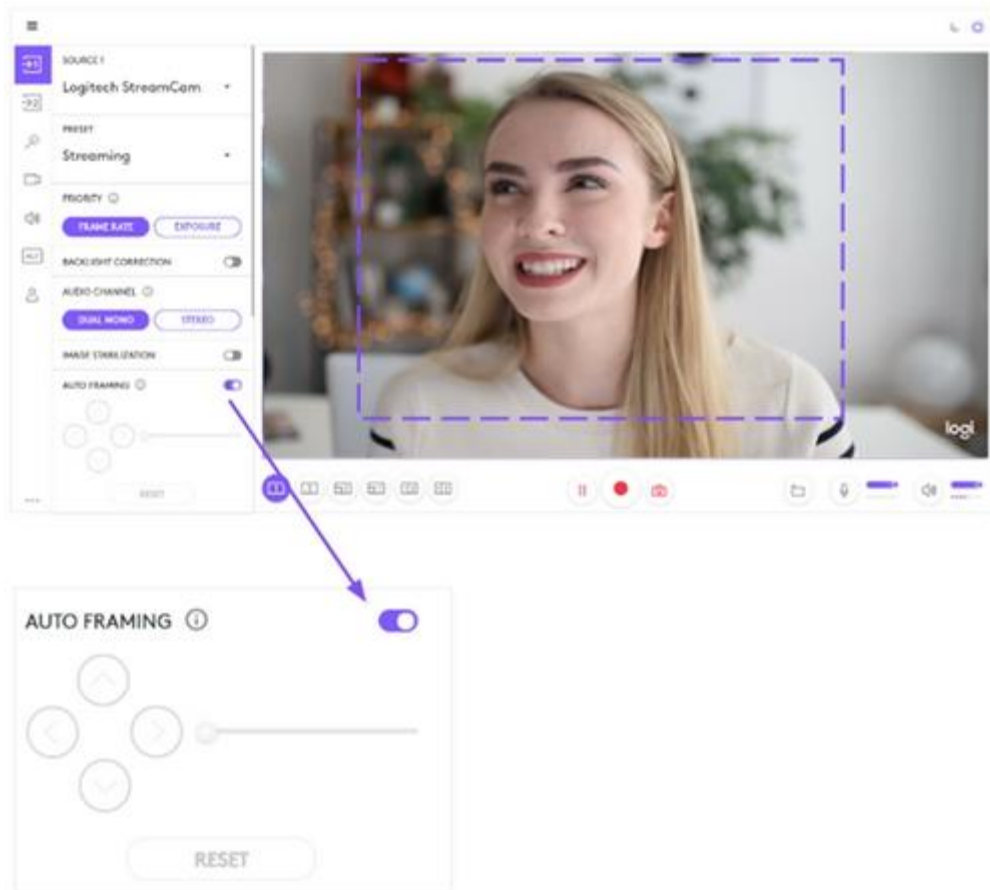 SOURCE 1
Logitech StreamCam
PRESET
Streaming
PRIORITY
FRAME RATE
EXPOSURE
BACKLIGHT CORRECTION
AUDIO CHANNEL
DUAL MONO
STEREO
IMAGE STABILIZATION
AUTO FRAMING
RESET
logi
AUTO FRAMING
RESET